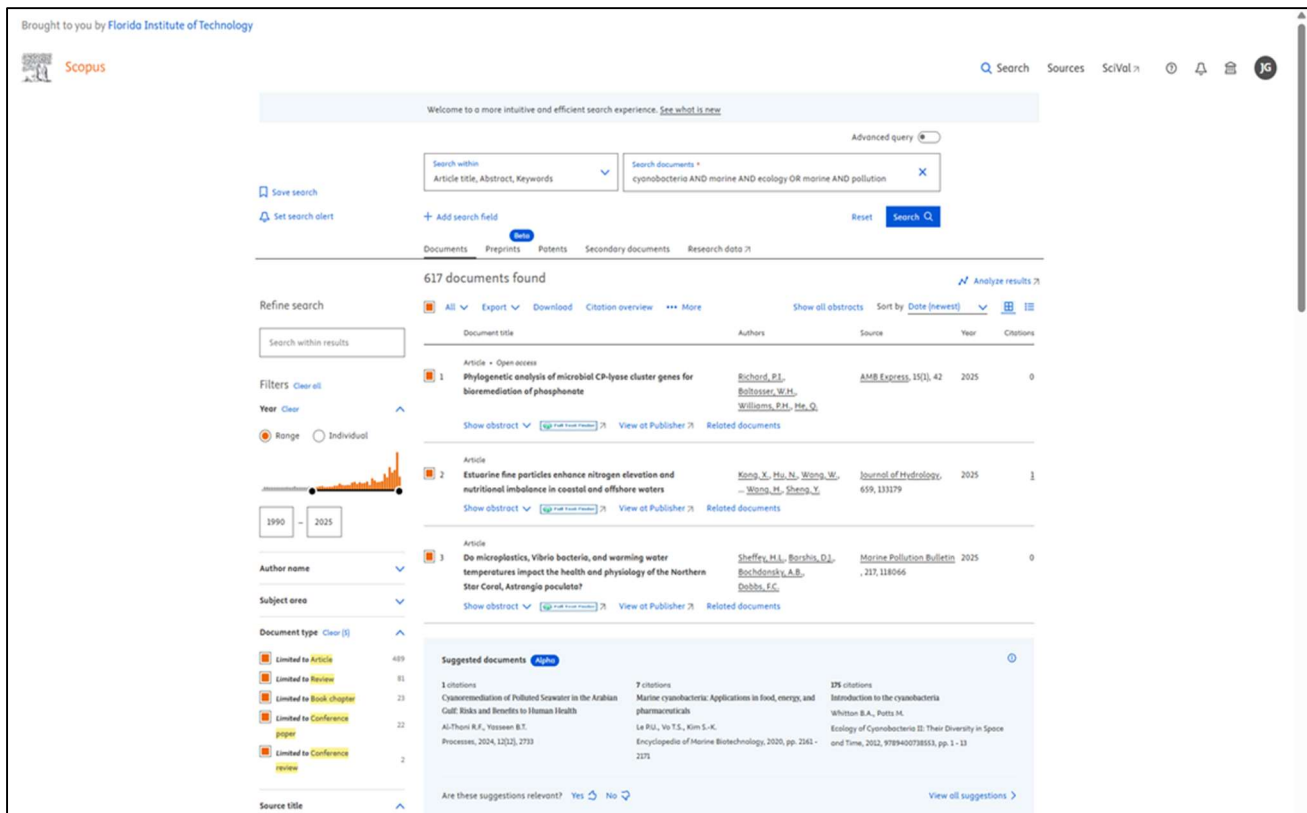 Brought to you by Florida Institute of Technology
Scopus
Search Sources SciVal
JG
Welcome to a more intuitive and efficient search experience. See what is new
Advanced query
Search within
Article title, Abstract, Keywords
Search documents *
cyanobacteria AND marine AND ecology OR marine AND pollution
Save search
Set search alert
+ Add search field
Reset Search
Beta
Documents Preprints Patents Secondary documents Research data
617 documents found
Analyze results
Refine search
All Export Download Citation overview ••• More Show all abstracts Sort by Date (newest)
Search within results
Document title Authors Source Year Citations
Article • Open access
1 Phylogenetic analysis of microbial CP-lyase cluster genes for bioremediation of phosphonate
Richard, P.I., Baltosser, W.H., Williams, P.H., He, Q.
AMB Express, 15(1), 42 2025 0
Show abstract View at Publisher Related documents
Filters Clear all
Year Clear
Range Individual
1990 – 2025
Article
2 Estuarine fine particles enhance nitrogen elevation and nutritional imbalance in coastal and offshore waters
Kang, X., Hu, N., Wang, W., ... Wang, H., Sheng, Y.
Journal of Hydrology, 659, 133179 2025 1
Show abstract View at Publisher Related documents
Article
3 Do microplastics, Vibrio bacteria, and warming water temperatures impact the health and physiology of the Northern Star Coral, Astrangia poculata?
Sheffey, H.L., Barshis, D.J., Bochdansky, A.B., Dobbs, F.C.
Marine Pollution Bulletin, 217, 118066 2025 0
Show abstract View at Publisher Related documents
Author name
Subject area
Document type Clear (5)
Limited to Article 489
Limited to Review 81
Limited to Book chapter 23
Limited to Conference paper 22
Limited to Conference review 2
Source title
Suggested documents Alpha
1 citations
Cyanoremediation of Polluted Seawater in the Arabian Gulf: Risks and Benefits to Human Health
Al-Thani R.F., Yasseen B.T.
Processes, 2024, 12(12), 2733
7 citations
Marine cyanobacteria: Applications in food, energy, and pharmaceuticals
Le P.U., Vo T.S., Kim S.-K.
Encyclopedia of Marine Biotechnology, 2020, pp. 2161 - 2171
175 citations
Introduction to the cyanobacteria
Whitton B.A., Potts M.
Ecology of Cyanobacteria II: Their Diversity in Space and Time, 2012, 9789400738553, pp. 1 - 13
Are these suggestions relevant? Yes No
View all suggestions